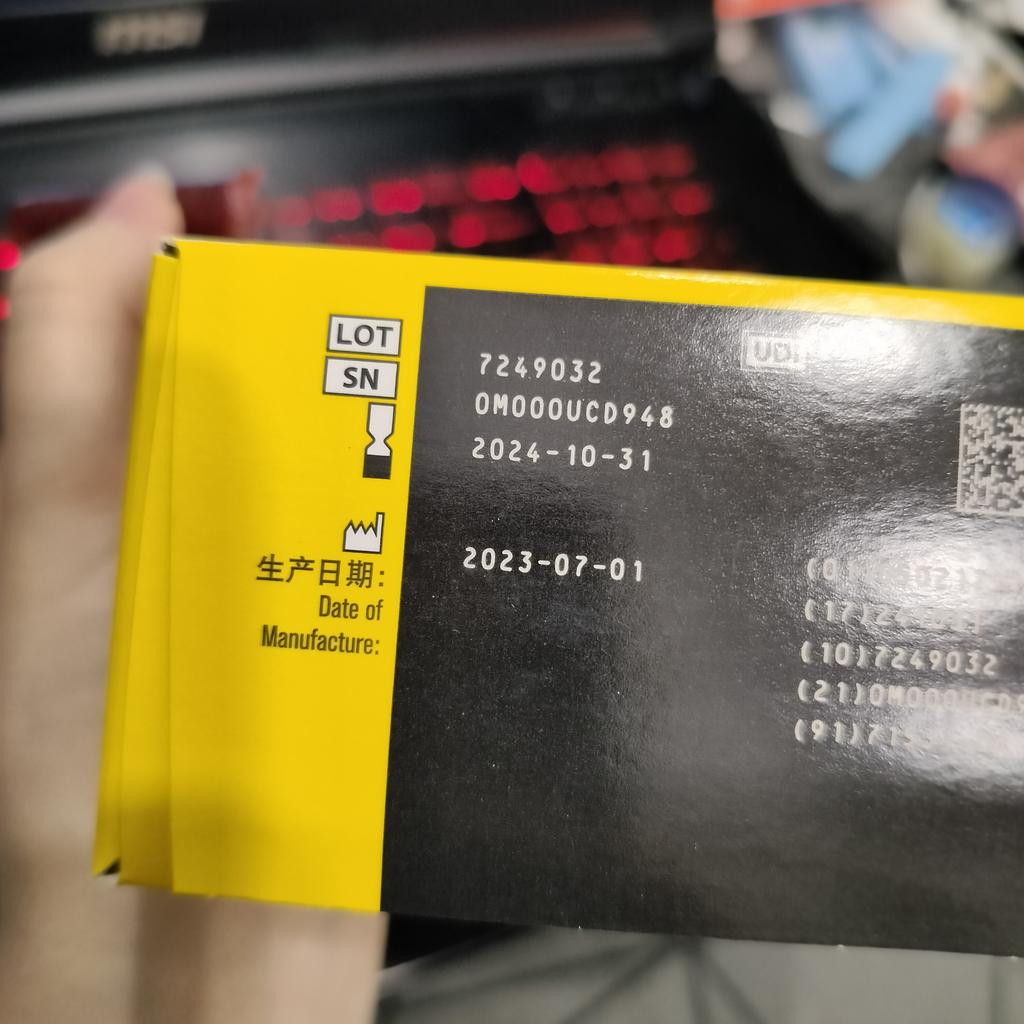 LOT
7249032
SN
0M000UCD948
2024-10-31
生产日期:
Date of
Manufacture:
2023-07-01
UDI
(10)7249032